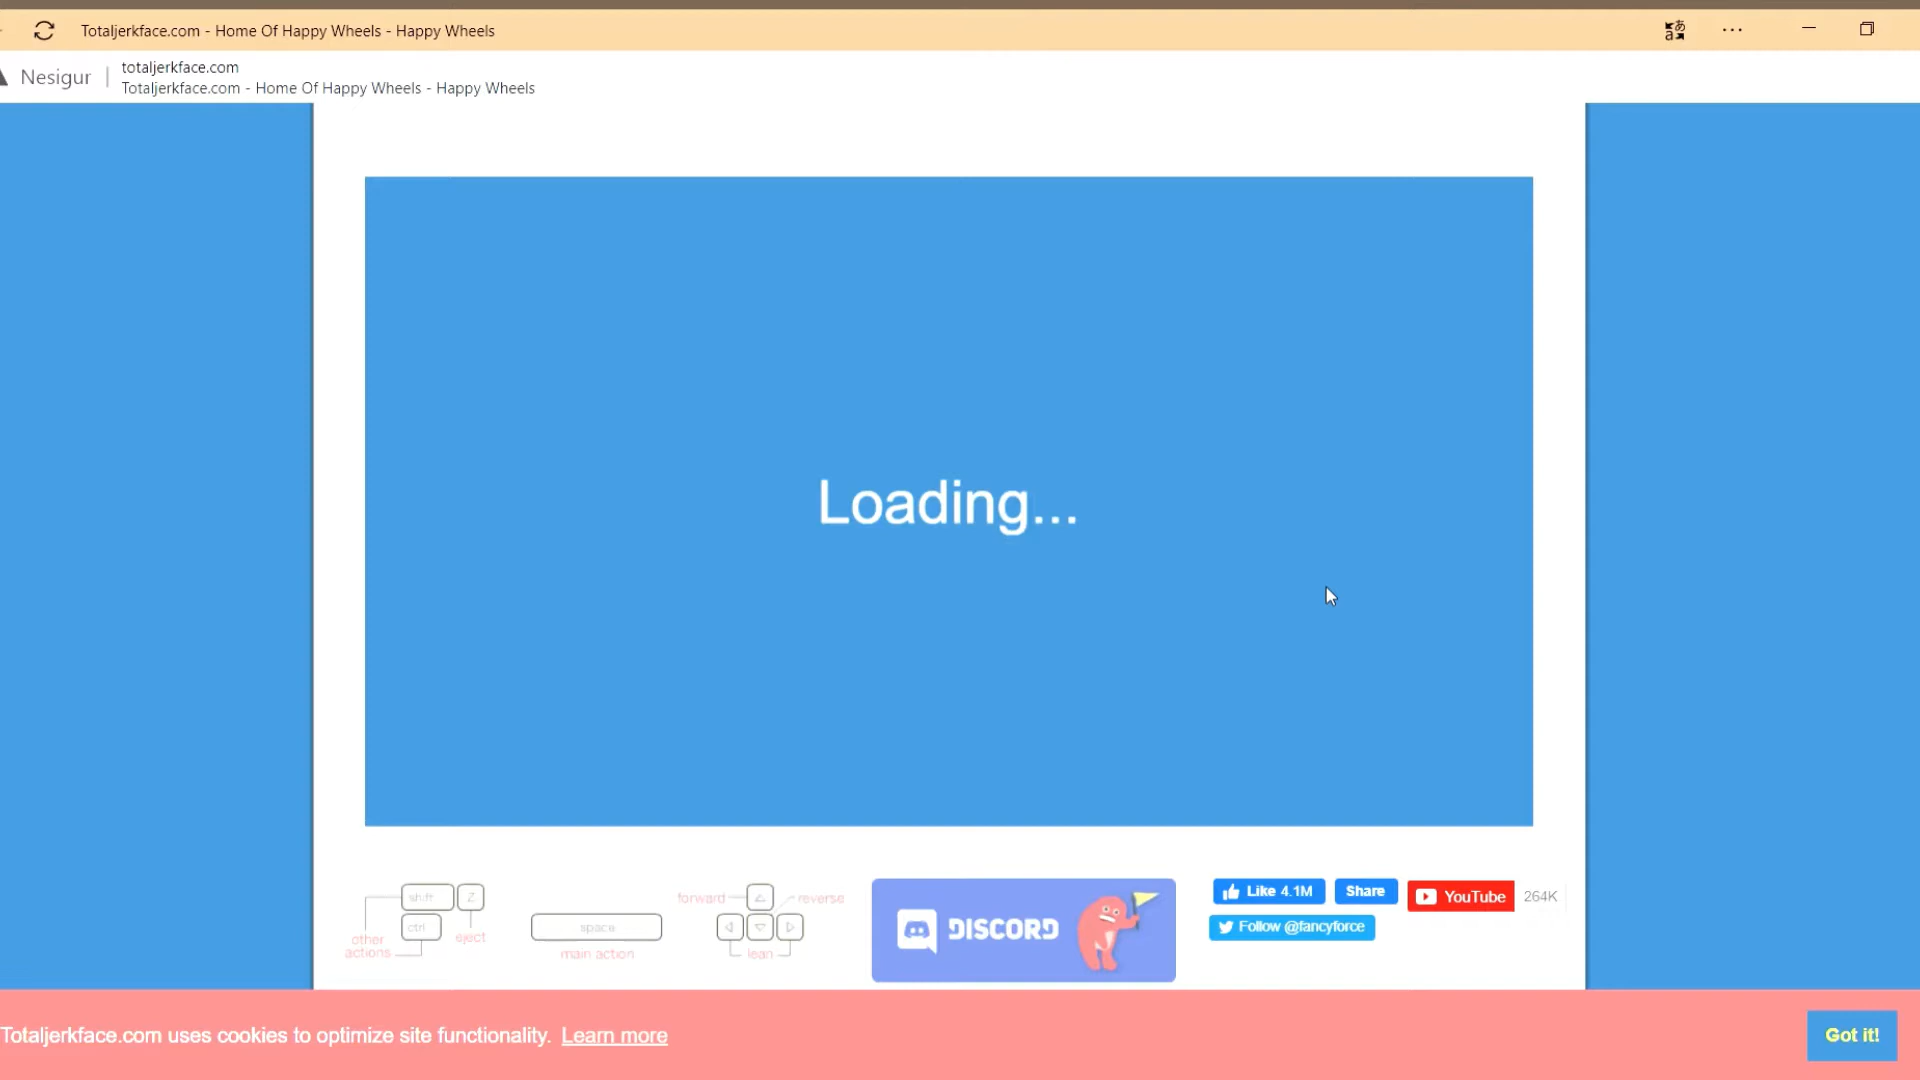 Totaljerkface.com - Home Of Happy Wheels - Happy Wheels
Nesigur
totaljerkface.com
Totaljerkface.com - Home Of Happy Wheels - Happy Wheels
Loading...
shift
Z
ctrl
other
actions
eject
space
main action
forward
reverse
lean
DISCORD
Like 4.1M
Share
YouTube
264K
Follow @fancyforce
Totaljerkface.com uses cookies to optimize site functionality. Learn more
Got it!